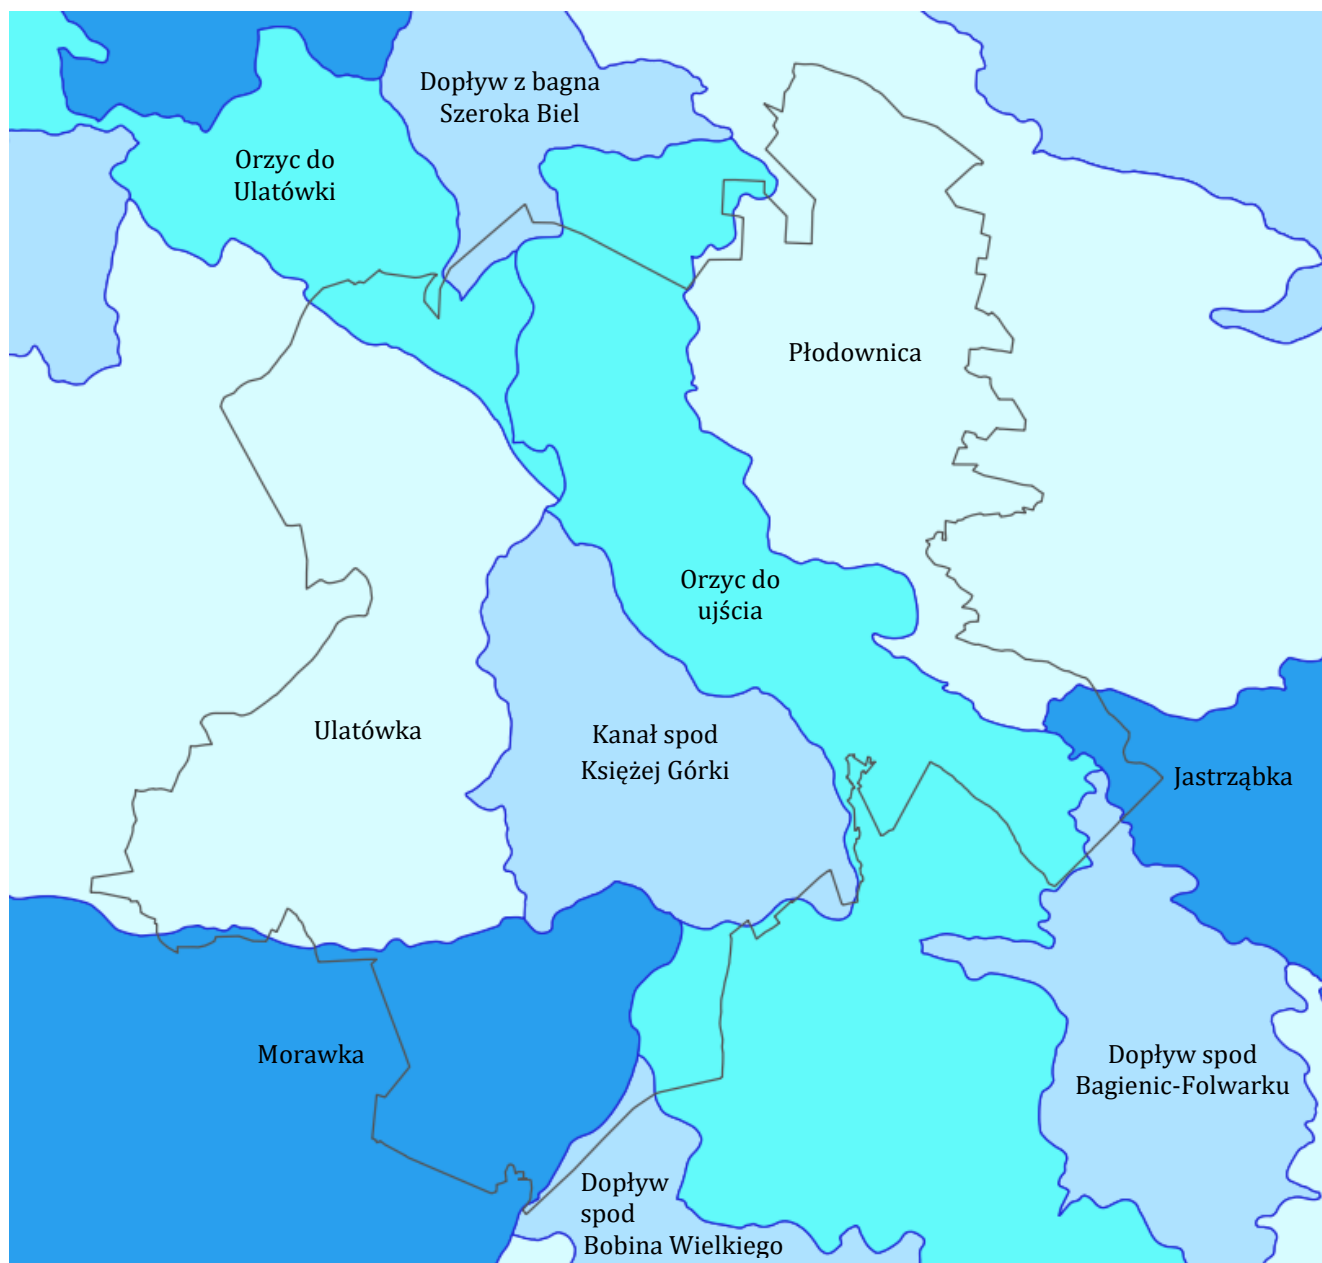 Dopływ z bagna
Szeroka Biel
Orzyc do
Ulatówki
Płodownica
Orzyc do
ujścia
Ulatówka
Kanał spod
Księżej Górki
Jastrząbka
Morawka
Dopływ spod
Bagienic-Folwarku
Dopływ
spod
Bobina Wielkiego